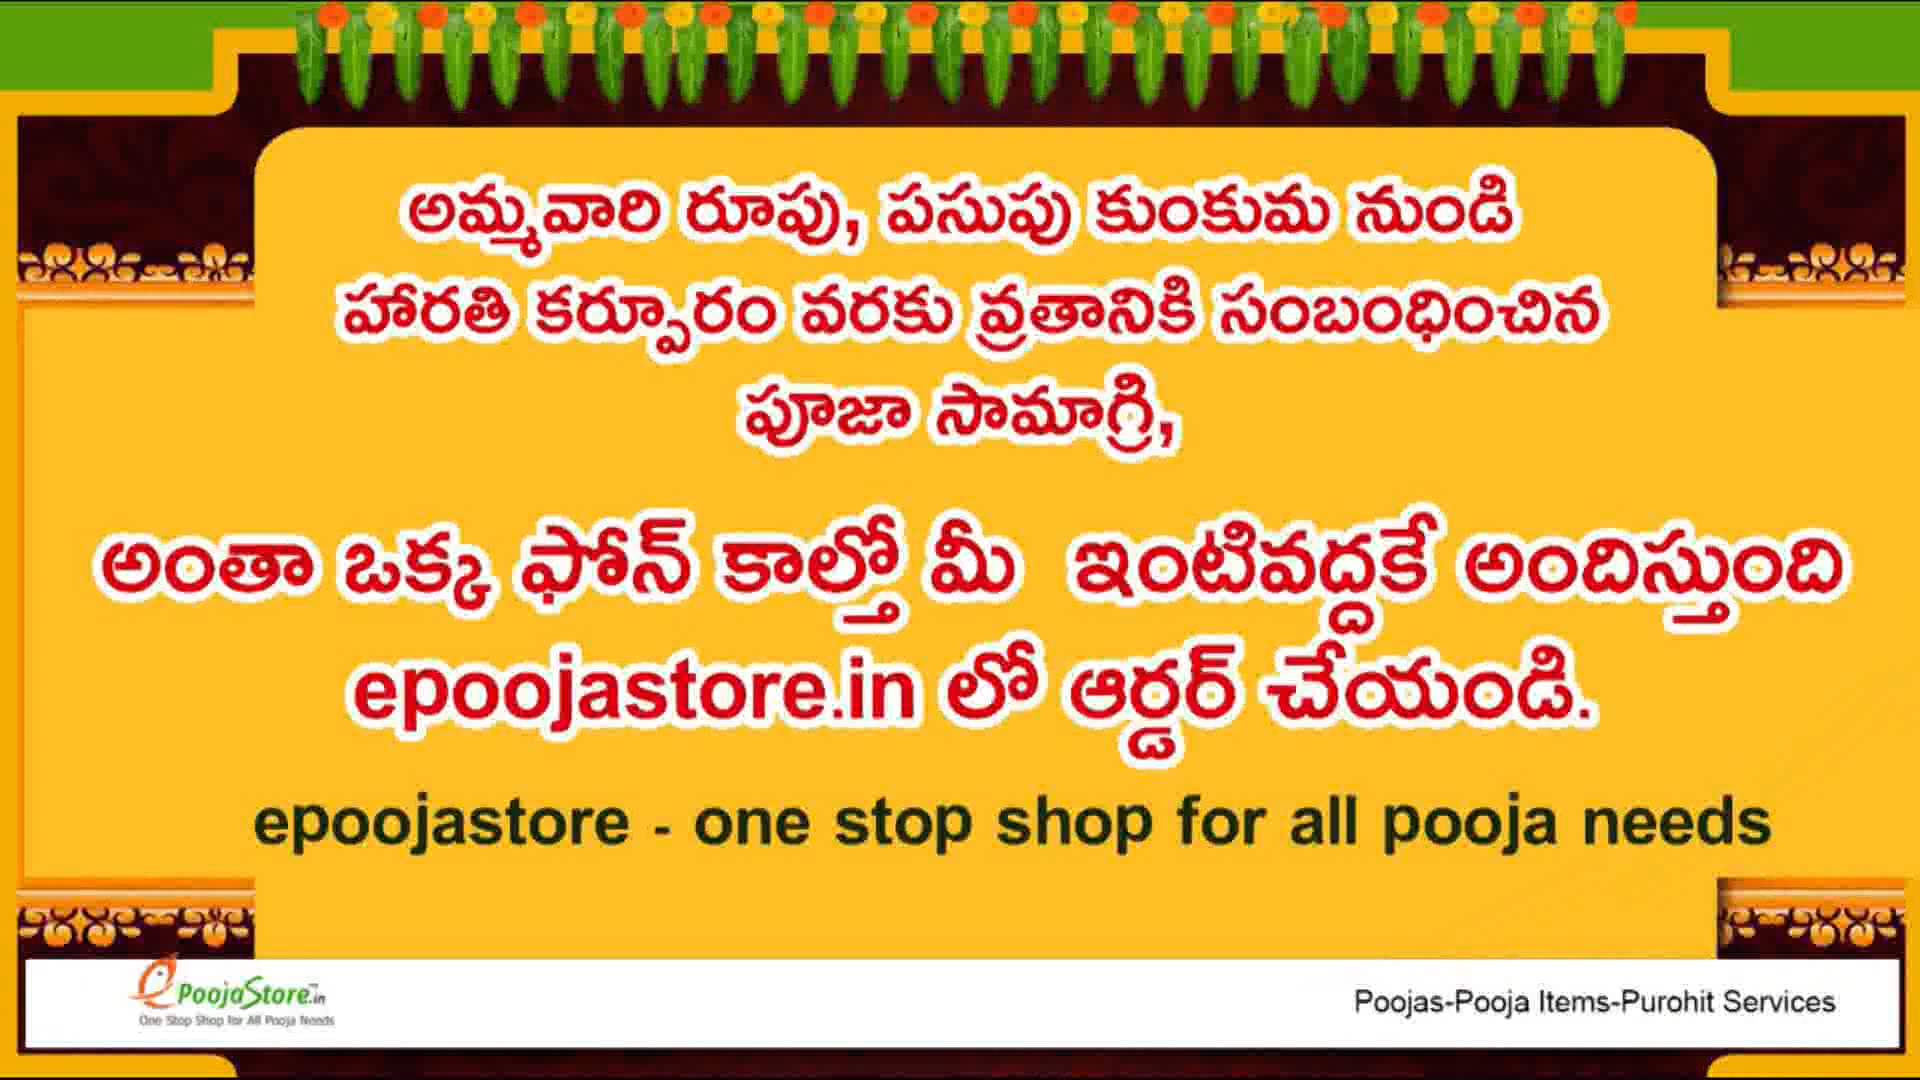 అమ్మవారి రూపు, పసుపు కుంకుమ నుండి
హారతి కర్పూరం వరకు వ్రతానికి సంబంధించిన
పూజా సామాగ్రి,
అంతా ఒక్క ఫోన్ కాల్తో మీ ఇంటివద్దకే అందిస్తుంది
epoojastore.in లో ఆర్డర్ చేయండి.
epoojastore - one stop shop for all pooja needs
ePoojaStore.in
One Stop Shop for All Pooja Needs
Poojas-Pooja Items-Purohit Services